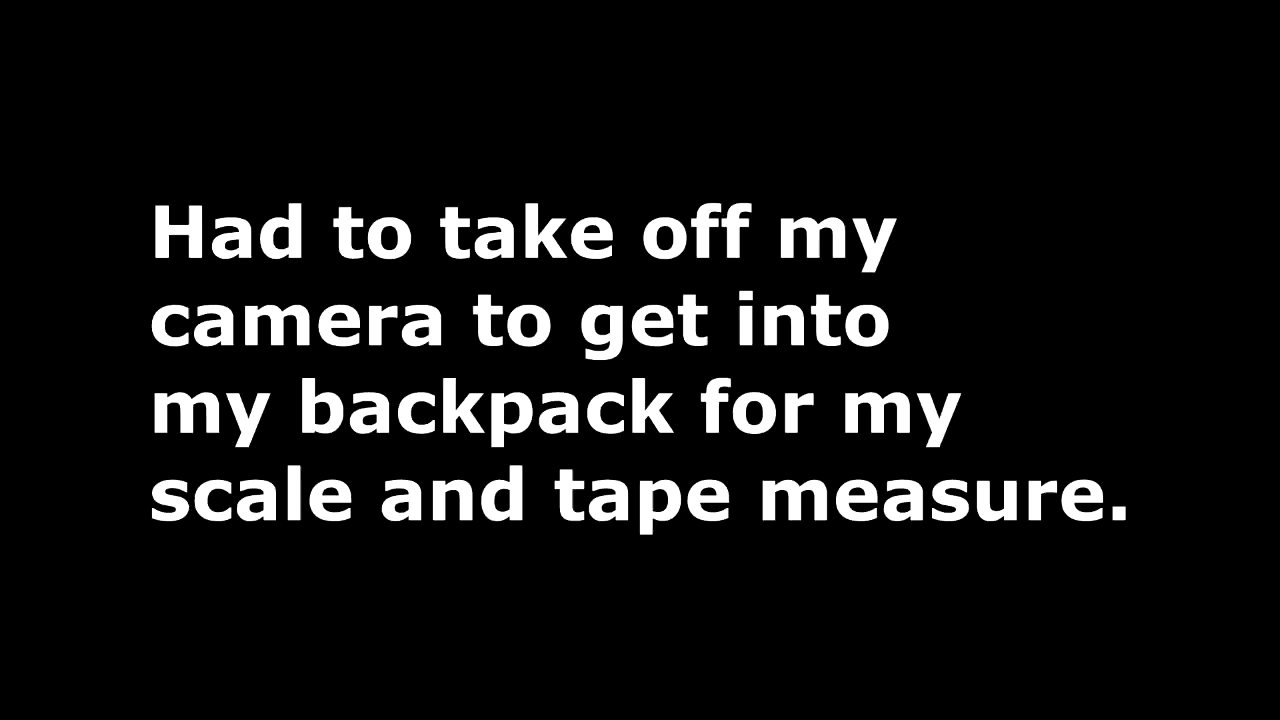 Had to take off my
camera to get into
my backpack for my
scale and tape measure.